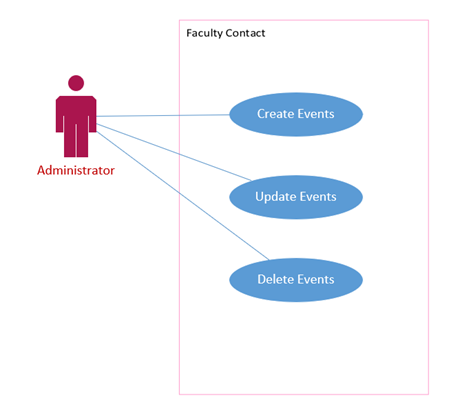 Faculty Contact
Create Events
Administrator
Update Events
Delete Events